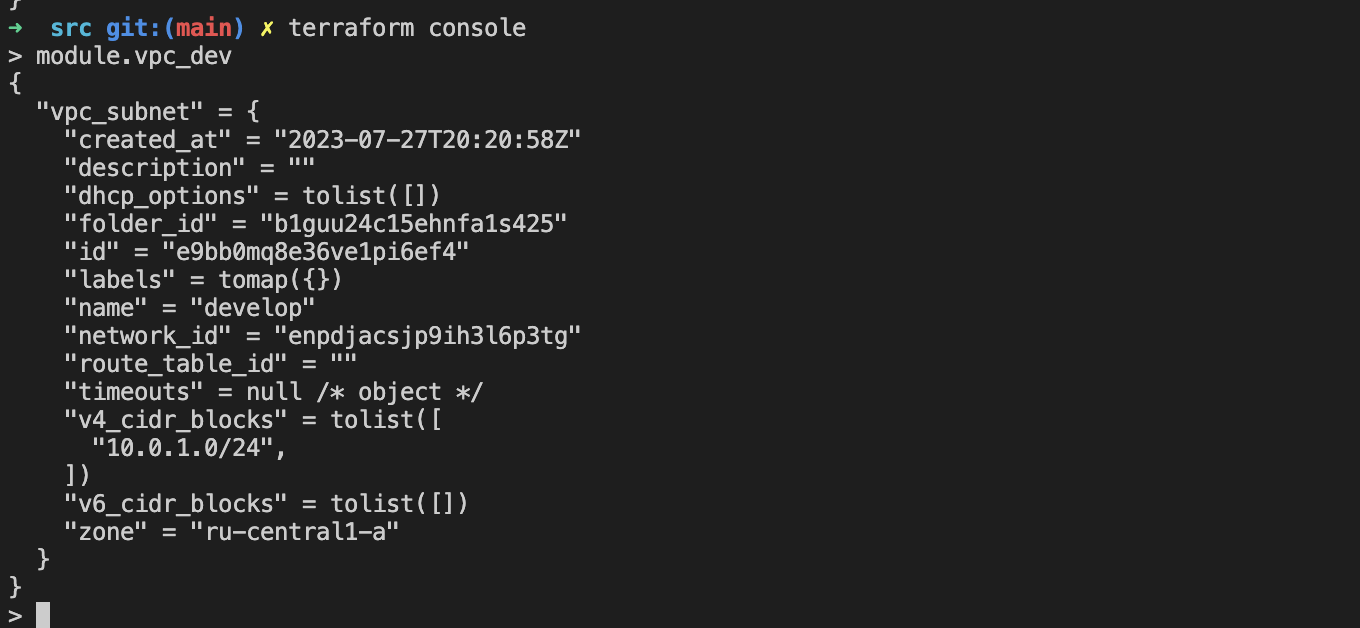 }
➜  src git:(main) ✗ terraform console
> module.vpc_dev
{
  "vpc_subnet" = {
    "created_at" = "2023-07-27T20:20:58Z"
    "description" = ""
    "dhcp_options" = tolist([])
    "folder_id" = "b1guu24c15ehnfa1s425"
    "id" = "e9bb0mq8e36ve1pi6ef4"
    "labels" = tomap({})
    "name" = "develop"
    "network_id" = "enpdjacsjp9ih3l6p3tg"
    "route_table_id" = ""
    "timeouts" = null /* object */
    "v4_cidr_blocks" = tolist([
      "10.0.1.0/24",
    ])
    "v6_cidr_blocks" = tolist([])
    "zone" = "ru-central1-a"
  }
}
>